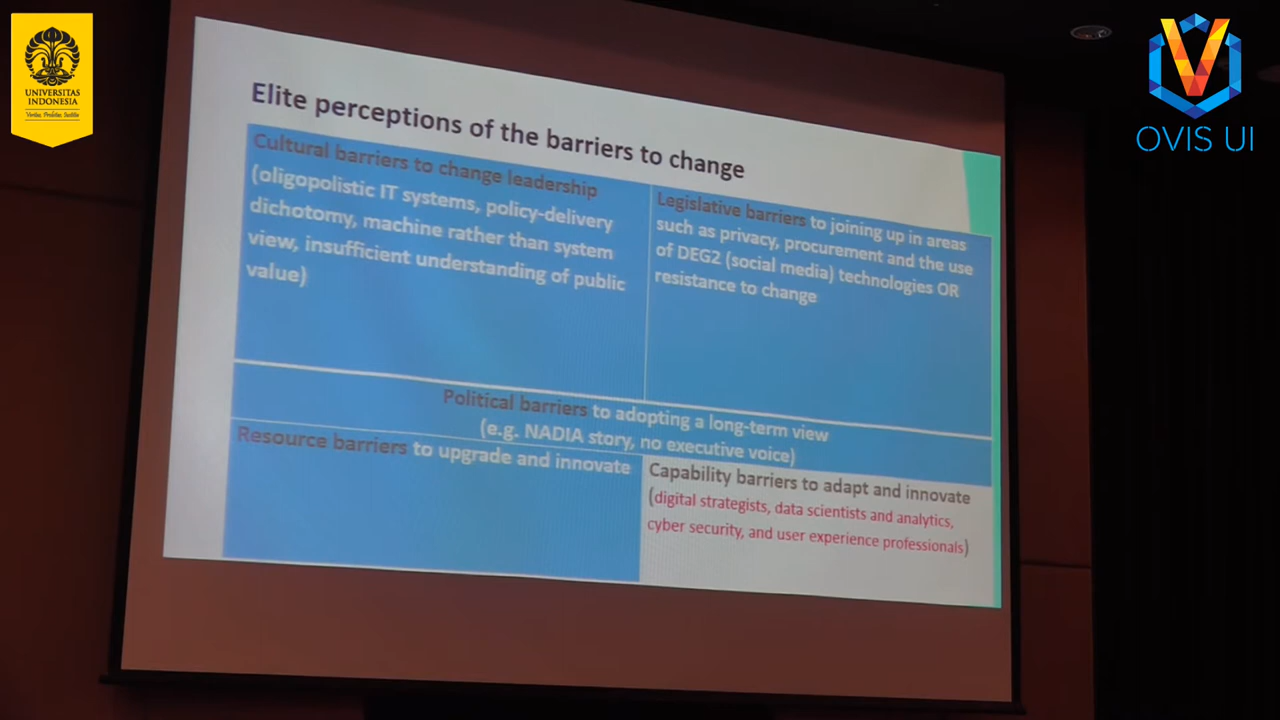 UNIVERSITAS
INDONESIA
Veritas, Probitas, Iustitia
OVIS UI
Elite perceptions of the barriers to change
Cultural barriers to change leadership
(oligopolistic IT systems, policy-delivery
dichotomy, machine rather than system
view, insufficient understanding of public
value)
Legislative barriers to joining up in areas
such as privacy, procurement and the use
of DEG2 (social media) technologies OR
resistance to change
Political barriers to adopting a long-term view
(e.g. NADIA story, no executive voice)
Resource barriers to upgrade and innovate
Capability barriers to adapt and innovate
(digital strategists, data scientists and analytics,
cyber security, and user experience professionals)